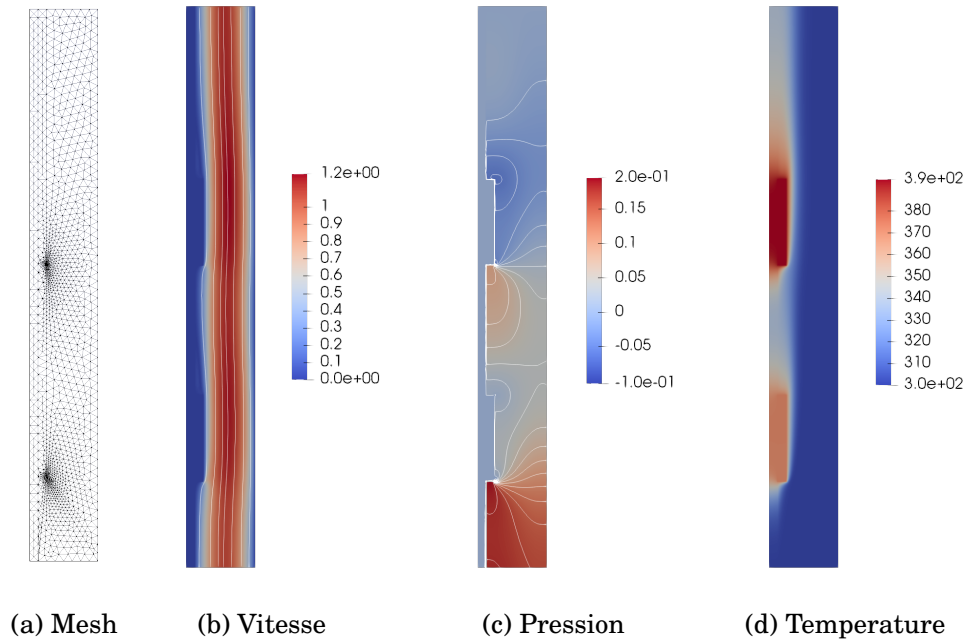 1.2e+00
1
0.9
0.8
0.7
0.6
0.5
0.4
0.3
0.2
0.1
0.0e+00
2.0e-01
0.15
0.1
0.05
0
-0.05
-1.0e-01
3.9e+02
380
370
360
350
340
330
320
310
3.0e+02
(a) Mesh
(b) Vitesse
(c) Pression
(d) Temperature